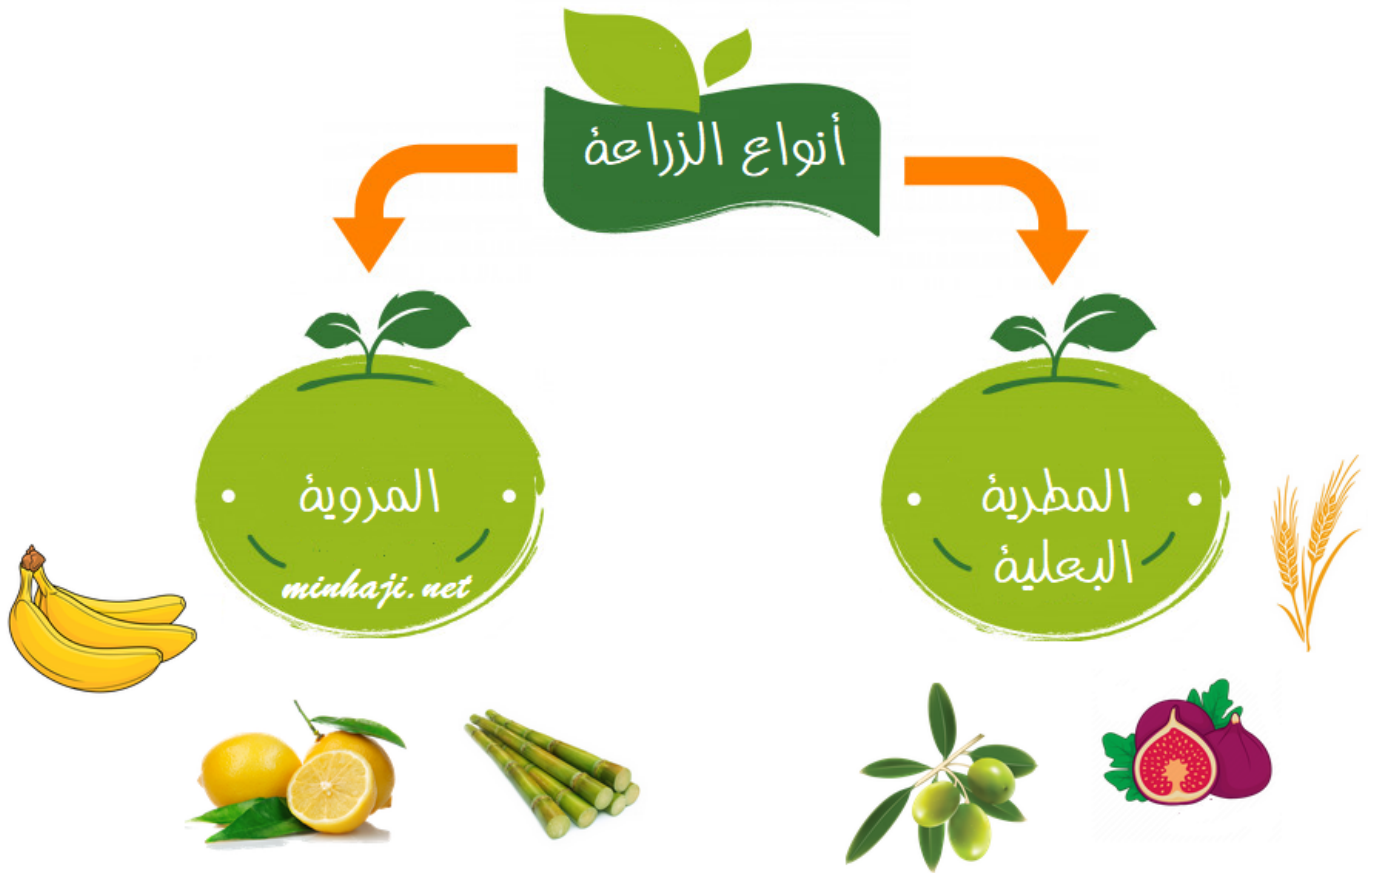 أنواع الزراعة
المطرية
البعلية
المروية
minhaji.net